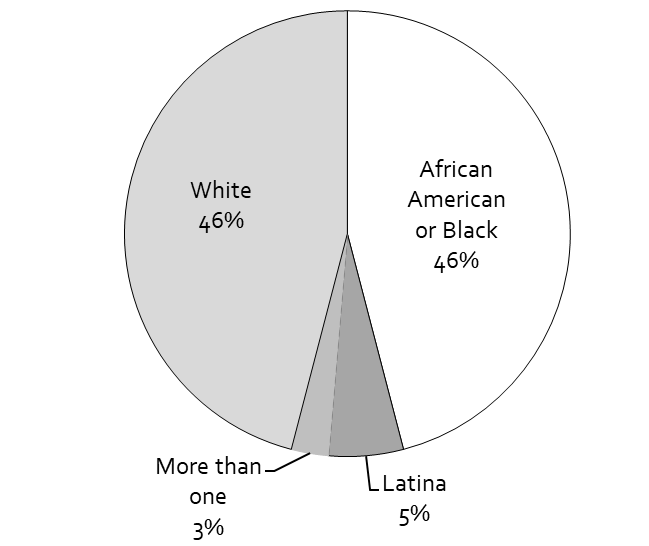 White
46%
African
American
or Black
46%
More than
one
3%
Latina
5%